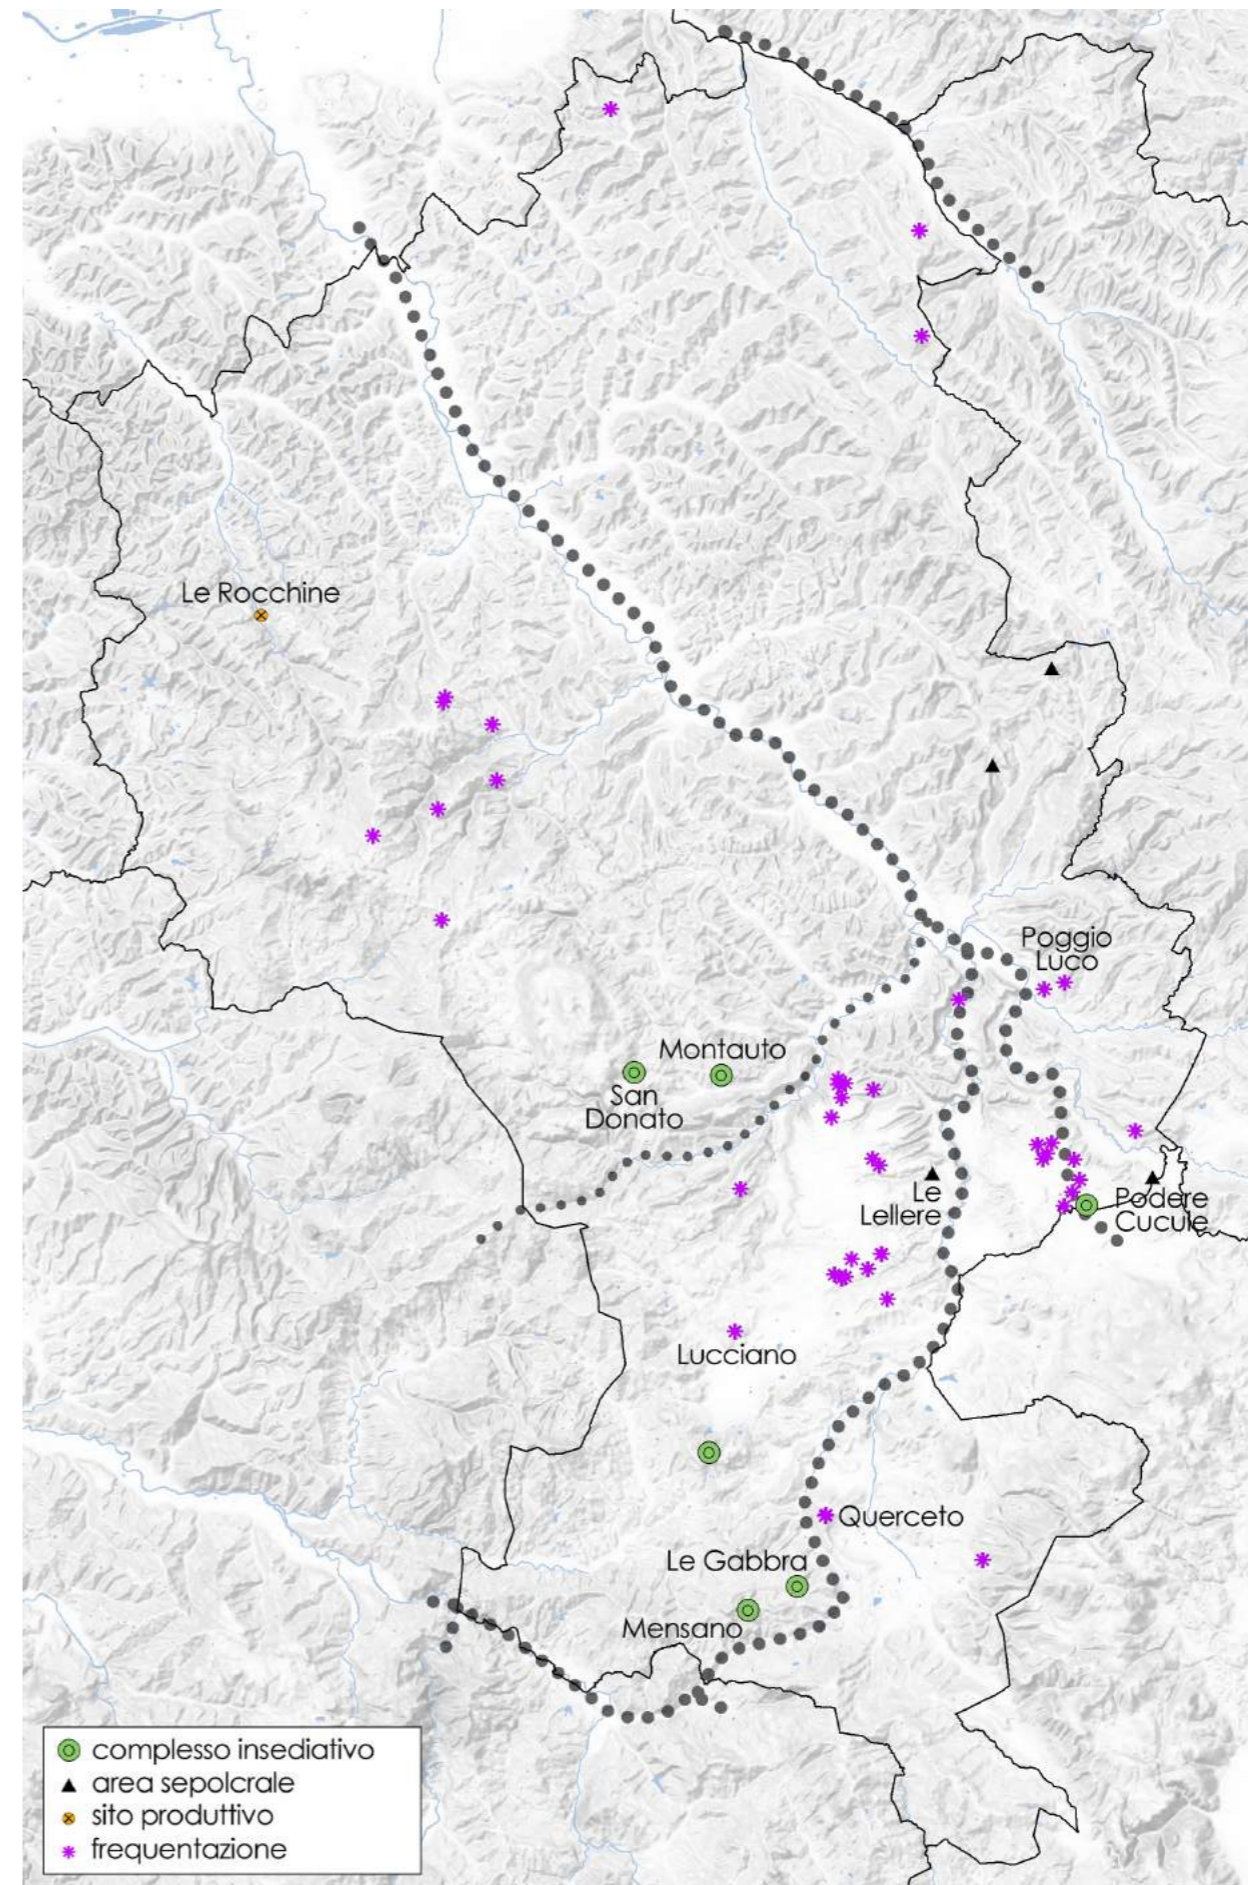 Le Rocchine
Poggio
Luco
Montauto
San
Donato
Le
Lellere
Podere
Cucule
Lucciano
Querceto
Le Gabbra
Mensano
complesso insediativo
area sepolcrale
sito produttivo
frequentazione